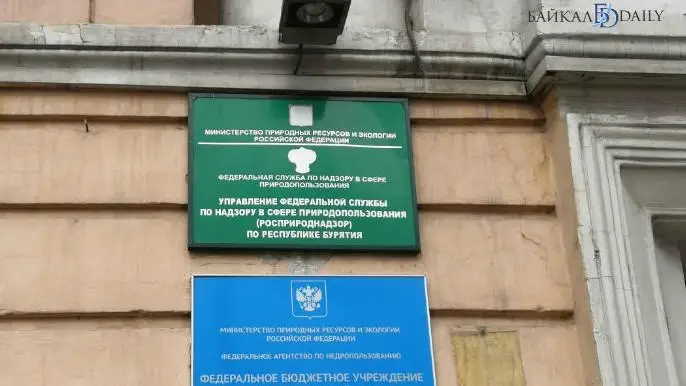 БАЙКАЛ DAILY
МИНИСТЕРСТВО ПРИРОДНЫХ РЕСУРСОВ И ЭКОЛОГИИ
РОССИЙСКОЙ ФЕДЕРАЦИИ
ФЕДЕРАЛЬНАЯ СЛУЖБА ПО НАДЗОРУ В СФЕРЕ
ПРИРОДОПОЛЬЗОВАНИЯ
УПРАВЛЕНИЕ ФЕДЕРАЛЬНОЙ СЛУЖБЫ
ПО НАДЗОРУ В СФЕРЕ ПРИРОДОПОЛЬЗОВАНИЯ
(РОСПРИРОДНАДЗОР)
ПО РЕСПУБЛИКЕ БУРЯТИЯ
МИНИСТЕРСТВО ПРИРОДНЫХ РЕСУРСОВ И ЭКОЛОГИИ
РОССИЙСКОЙ ФЕДЕРАЦИИ
ФЕДЕРАЛЬНОЕ АГЕНТСТВО ПО НЕДРОПОЛЬЗОВАНИЮ
ФЕДЕРАЛЬНОЕ БЮДЖЕТНОЕ УЧРЕЖДЕНИЕ